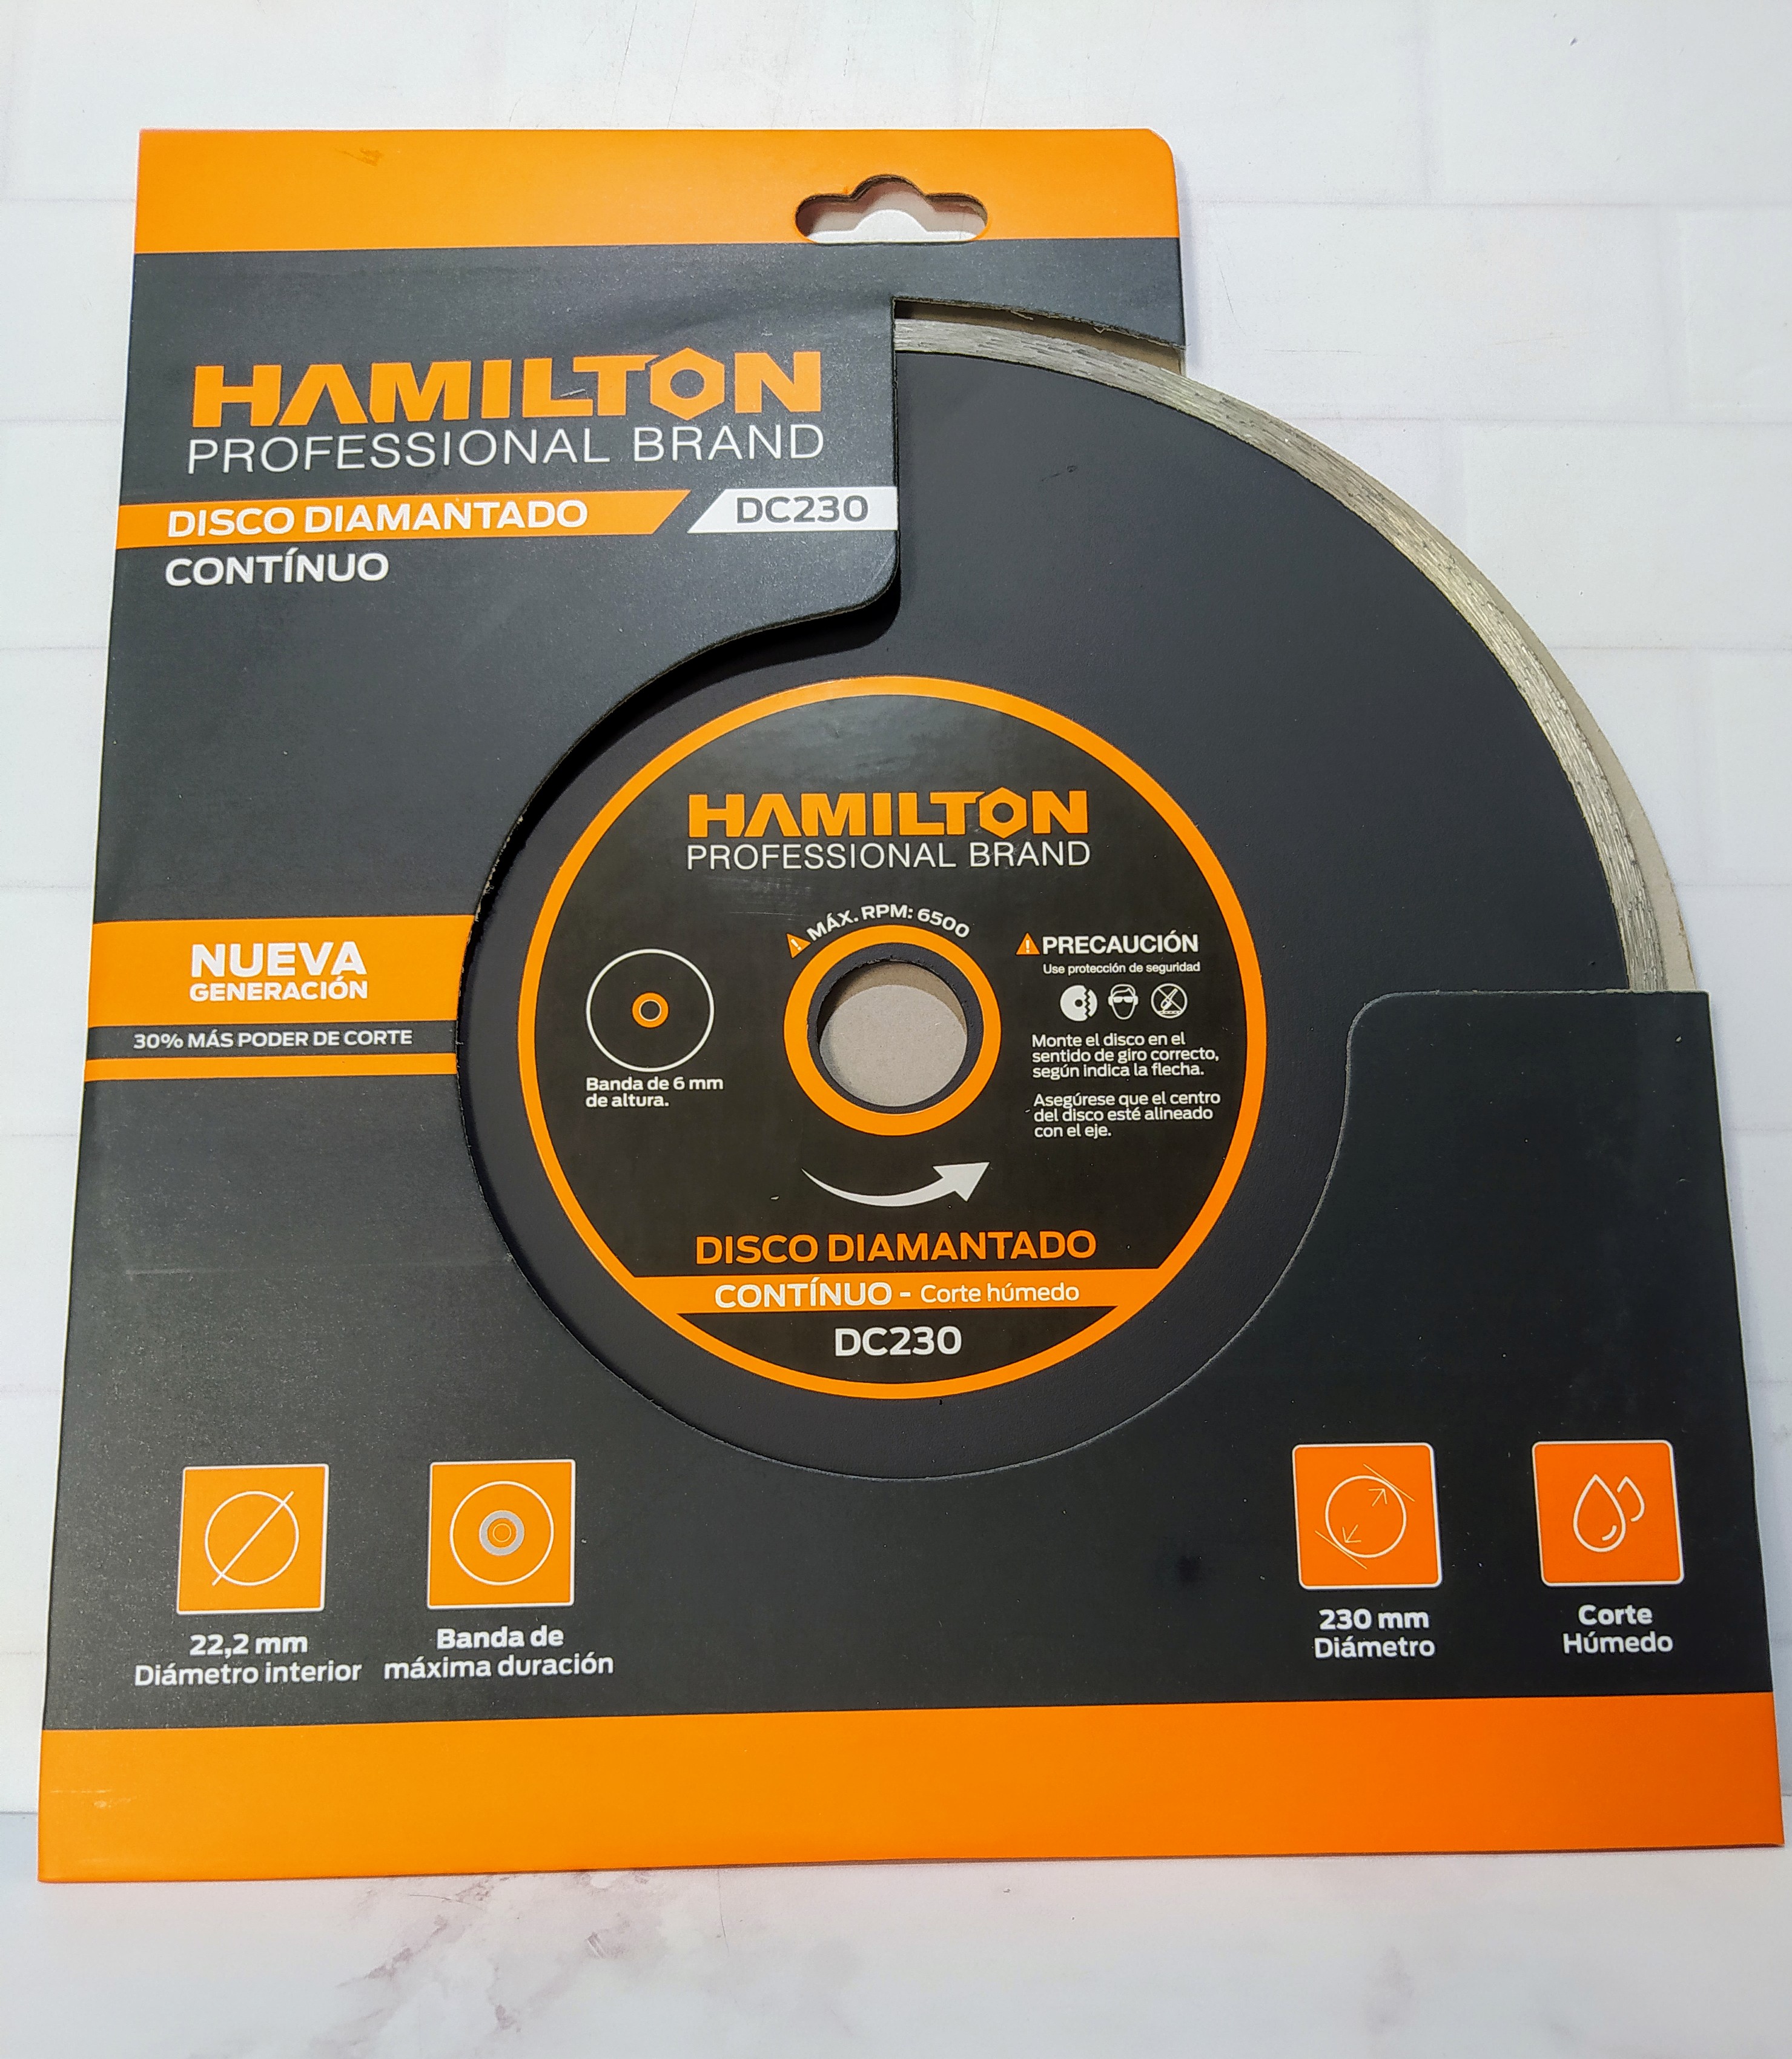 HAMILTON
PROFESSIONAL BRAND
DISCO DIAMANTADO
DC230
CONTÍNUO
NUEVA
GENERACIÓN
30% MÁS PODER DE CORTE
HAMILTON
PROFESSIONAL BRAND
MÁX. RPM: 6500
Banda de 6 mm
de altura.
PRECAUCIÓN
Use protección de seguridad
Monte el disco en el
sentido de giro correcto,
según indica la flecha.
Asegúrese que el centro
del disco esté alineado
con el eje.
DISCO DIAMANTADO
CONTÍNUO - Corte húmedo
DC230
22,2 mm
Diámetro interior
Banda de
máxima duración
230 mm
Diámetro
Corte
Húmedo